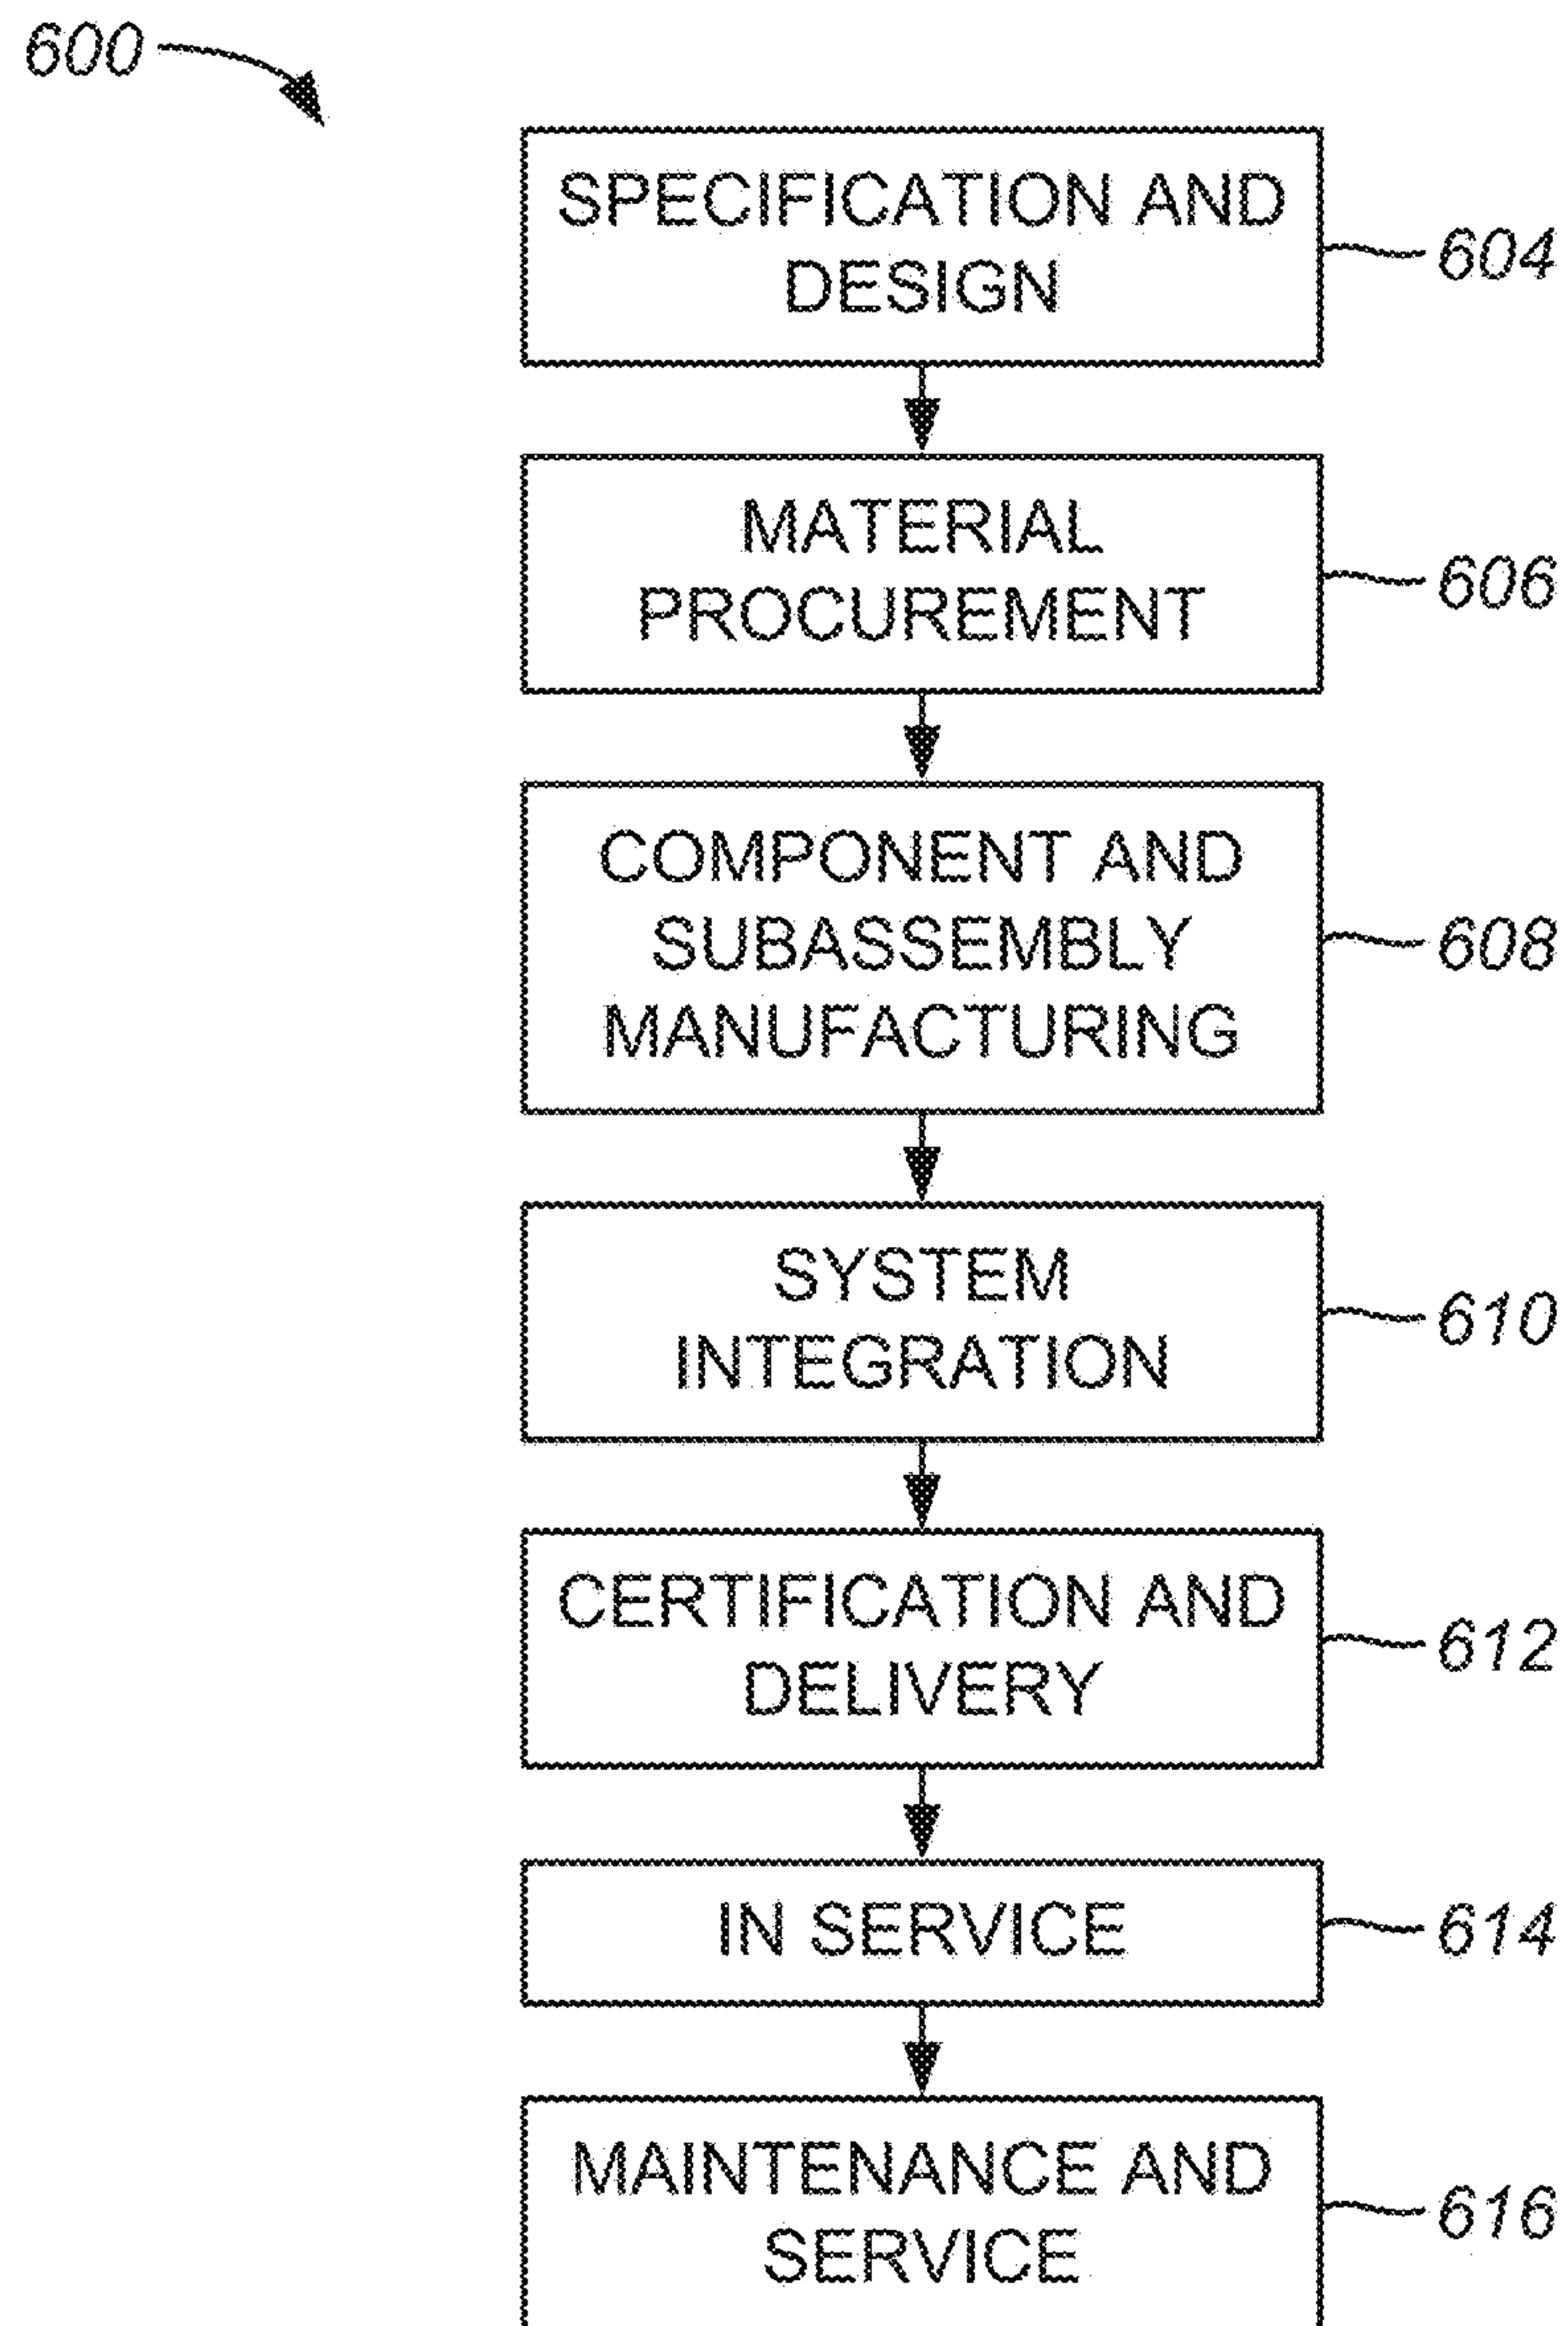 600
SPECIFICATION AND
DESIGN
604
MATERIAL
PROCUREMENT
606
COMPONENT AND
SUBASSEMBLY
MANUFACTURING
608
SYSTEM
INTEGRATION
610
CERTIFICATION AND
DELIVERY
612
IN SERVICE
614
MAINTENANCE AND
SERVICE
616